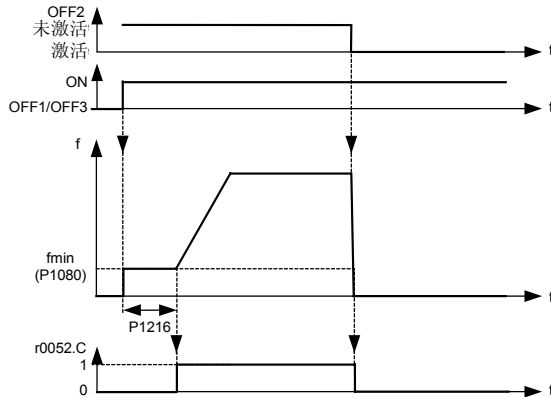 OFF2
未激活
激活
t
ON
OFF1/OFF3
t
f
fmin
(P1080)
t
P1216
r0052.C
1
0
t